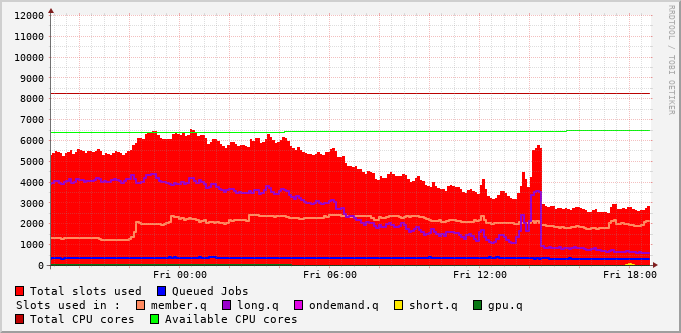 RRDTOOL / TOBI OETIKER
12000
11000
10000
9000
8000
7000
6000
5000
4000
3000
2000
1000
0
Fri 00:00 Fri 06:00 Fri 12:00 Fri 18:00
Total slots used Queued Jobs
Slots used in : member.q long.q ondemand.q short.q gpu.q
Total CPU cores Available CPU cores